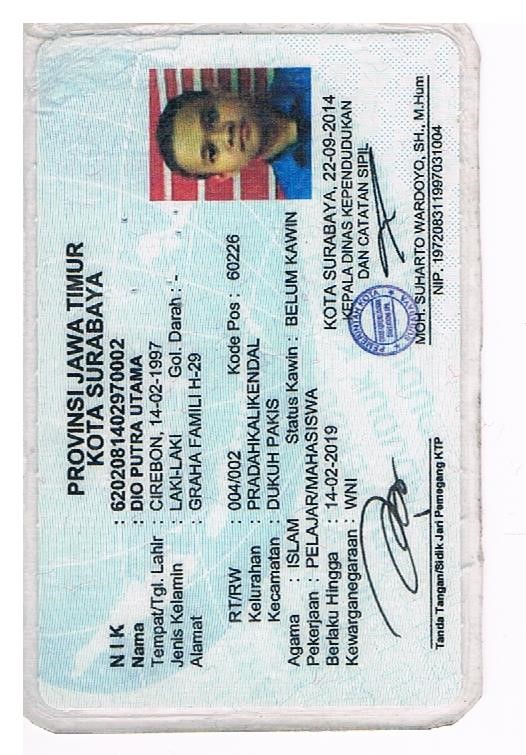 PROVINSI JAWA TIMUR
KOTA SURABAYA
NIK : 6202081402970002
Nama : DIO PUTRA UTAMA
Tempat/Tgl. Lahir : CIREBON, 14-02-1997
Jenis Kelamin : LAKI-LAKI Gol. Darah : -
Alamat : GRAHA FAMILI H-29
RT/RW : 004/002 Kode Pos : 60226
Kelurahan : PRADAHKALIKENDAL
Kecamatan : DUKUH PAKIS
Agama : ISLAM Status Kawin : BELUM KAWIN
Pekerjaan : PELAJAR/MAHASISWA
Berlaku Hingga : 14-02-2019
Kewarganegaraan : WNI
KOTA SURABAYA, 22-09-2014
KEPALA DINAS KEPENDUDUKAN
DAN CATATAN SIPIL
PEMERINTAH KOTA
SURABAYA
MOH. SUHARTO WARDOYO, SH., M.Hum
NIP. 197208311997031004
Tanda Tangan/Sidik Jari Pemegang KTP